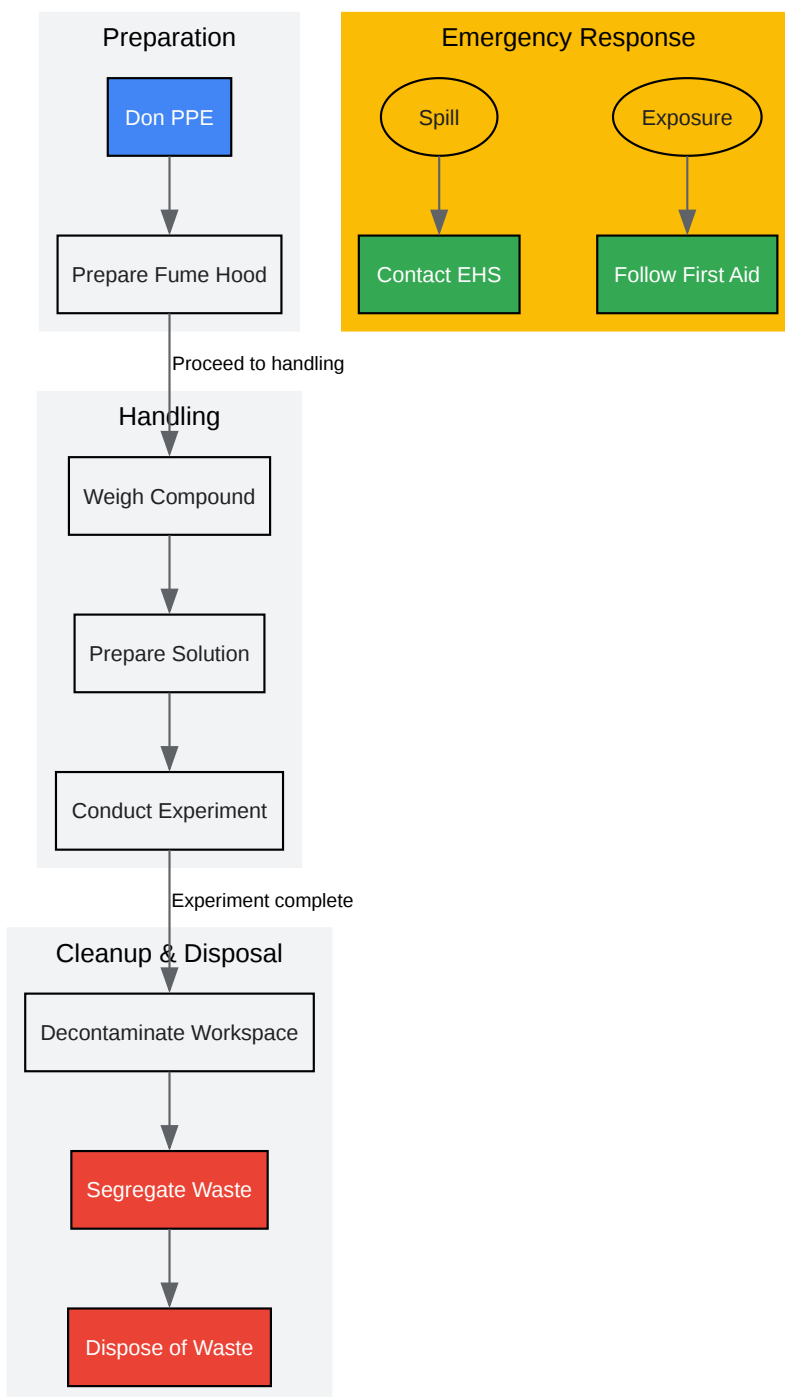 Preparation
Don PPE
Prepare Fume Hood
Proceed to handling
Handling
Weigh Compound
Prepare Solution
Conduct Experiment
Experiment complete
Cleanup & Disposal
Decontaminate Workspace
Segregate Waste
Dispose of Waste
Emergency Response
Spill
Exposure
Contact EHS
Follow First Aid